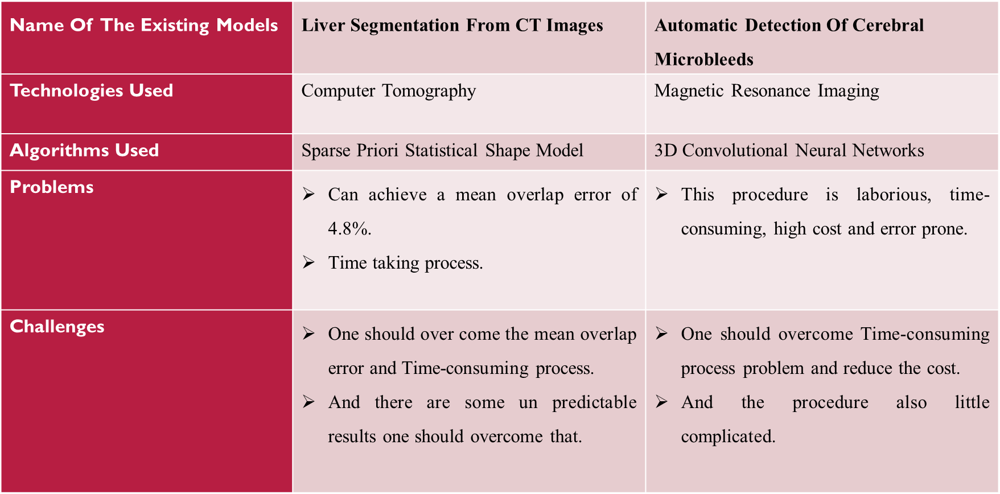 Name Of The Existing Models
Liver Segmentation From CT Images
Automatic Detection Of Cerebral
Microbleeds
Technologies Used
Computer Tomography
Magnetic Resonance Imaging
Algorithms Used
Sparse Priori Statistical Shape Model
3D Convolutional Neural Networks
Problems
➢ Can achieve a mean overlap error of
4.8%.
➢ Time taking process.
➢ This procedure is laborious, time-
consuming, high cost and error prone.
Challenges
➢ One should over come the mean overlap
error and Time-consuming process.
➢ And there are some un predictable
results one should overcome that.
➢ One should overcome Time-consuming
process problem and reduce the cost.
➢ And the procedure also little
complicated.